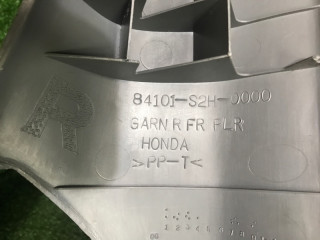 84101-S2H-0000
GARN R FR PLR
HONDA
>PP-T<